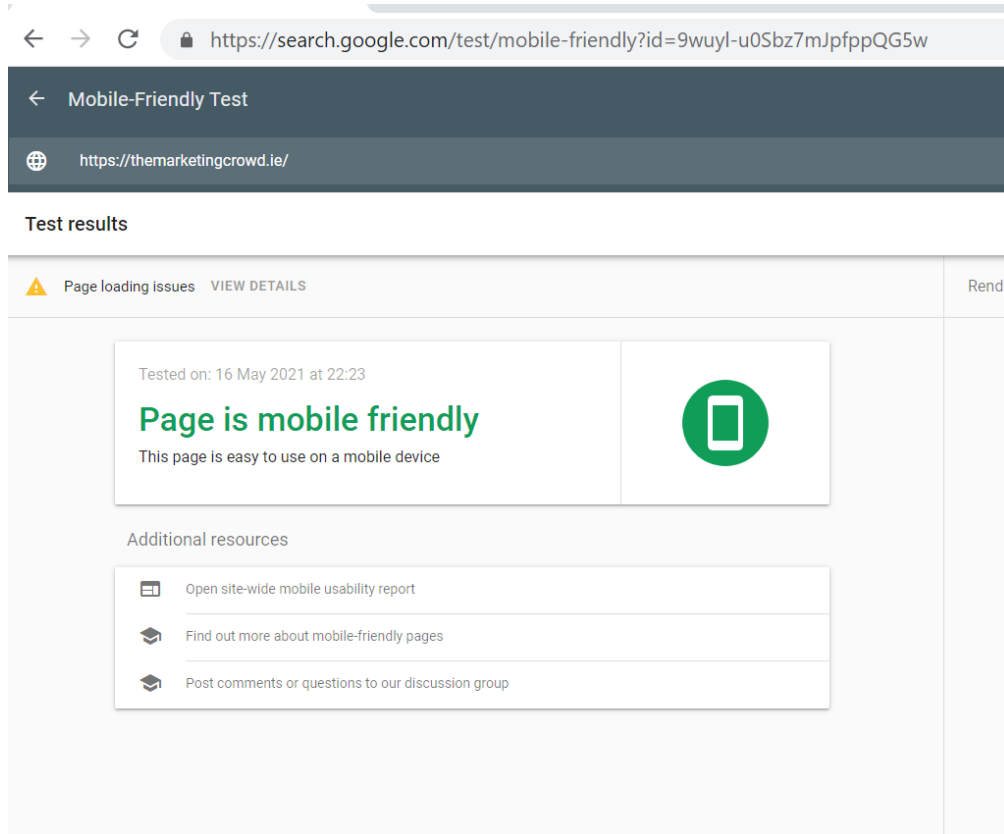 https://search.google.com/test/mobile-friendly?id=9wuyl-u0Sbz7mJpfppQG5w
Mobile-Friendly Test
https://themarketingcrowd.ie/
Test results
Page loading issues VIEW DETAILS
Rend
Tested on: 16 May 2021 at 22:23
Page is mobile friendly
This page is easy to use on a mobile device
Additional resources
Open site-wide mobile usability report
Find out more about mobile-friendly pages
Post comments or questions to our discussion group